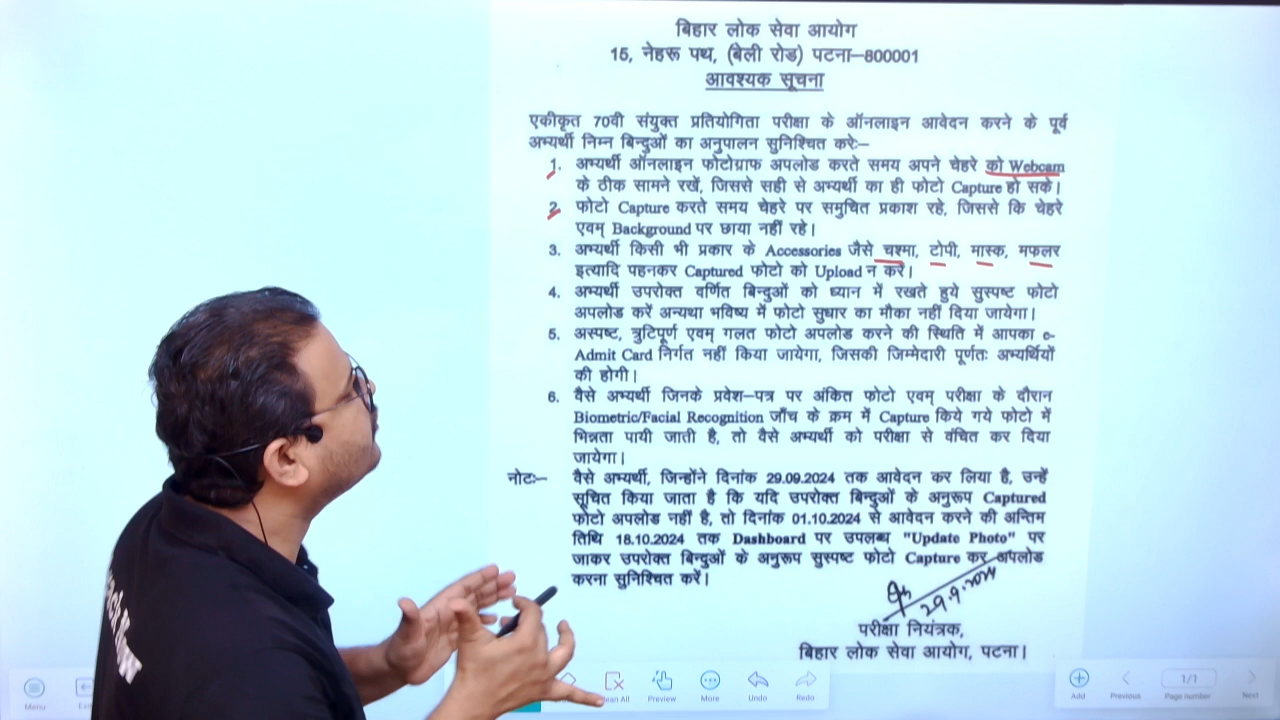 बिहार लोक सेवा आयोग
15, नेहरू पथ, (बेली रोड) पटना–800001
आवश्यक सूचना
एकीकृत 70वी संयुक्त प्रतियोगिता परीक्षा के ऑनलाइन आवेदन करने के पूर्व
अभ्यर्थी निम्न बिन्दुओं का अनुपालन सुनिश्चित करेः–
1. अभ्यर्थी ऑनलाइन फोटोग्राफ अपलोड करते समय अपने चेहरे को Webcam
के ठीक सामने रखें, जिससे सही से अभ्यर्थी का ही फोटो Capture हो सके।
2. फोटो Capture करते समय चेहरे पर समुचित प्रकाश रहे, जिससे कि चेहरे
एवम् Background पर छाया नहीं रहे।
3. अभ्यर्थी किसी भी प्रकार के Accessories जैसे चश्मा, टोपी, मास्क, मफलर
इत्यादि पहनकर Captured फोटो को Upload न करें।
4. अभ्यर्थी उपरोक्त वर्णित बिन्दुओं को ध्यान में रखते हुये सुस्पष्ट फोटो
अपलोड करें अन्यथा भविष्य में फोटो सुधार का मौका नहीं दिया जायेगा।
5. अस्पष्ट, त्रुटिपूर्ण एवम् गलत फोटो अपलोड करने की स्थिति में आपका e-
Admit Card निर्गत नहीं किया जायेगा, जिसकी जिम्मेदारी पूर्णतः अभ्यर्थियों
की होगी।
6. वैसे अभ्यर्थी जिनके प्रवेश–पत्र पर अंकित फोटो एवम् परीक्षा के दौरान
Biometric/Facial Recognition जाँच के क्रम में Capture किये गये फोटो में
भिन्नता पायी जाती है, तो वैसे अभ्यर्थी को परीक्षा से वंचित कर दिया
जायेगा।
नोटः– वैसे अभ्यर्थी, जिन्होंने दिनांक 29.09.2024 तक आवेदन कर लिया है, उन्हें
सूचित किया जाता है कि यदि उपरोक्त बिन्दुओं के अनुरूप Captured
फोटो अपलोड नहीं है, तो दिनांक 01.10.2024 से आवेदन करने की अन्तिम
तिथि 18.10.2024 तक Dashboard पर उपलब्ध "Update Photo" पर
जाकर उपरोक्त बिन्दुओं के अनुरूप सुस्पष्ट फोटो Capture कर अपलोड
करना सुनिश्चित करें।
29.9.2024
परीक्षा नियंत्रक,
बिहार लोक सेवा आयोग, पटना।
Menu
Preview
More
Undo
Redo
Add
Previous
1/1
Page number
Next